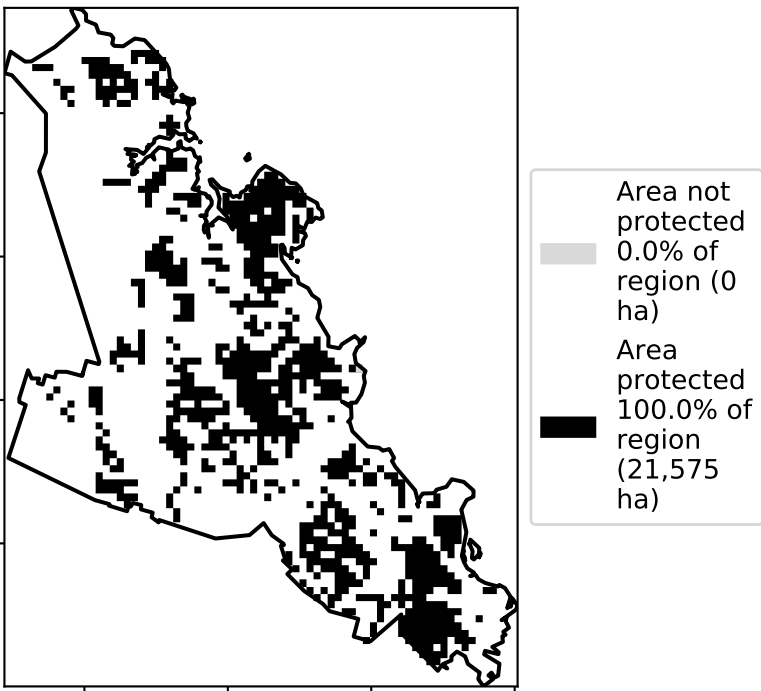 Area not
protected
0.0% of
region (0
ha)
Area
protected
100.0% of
region
(21,575
ha)